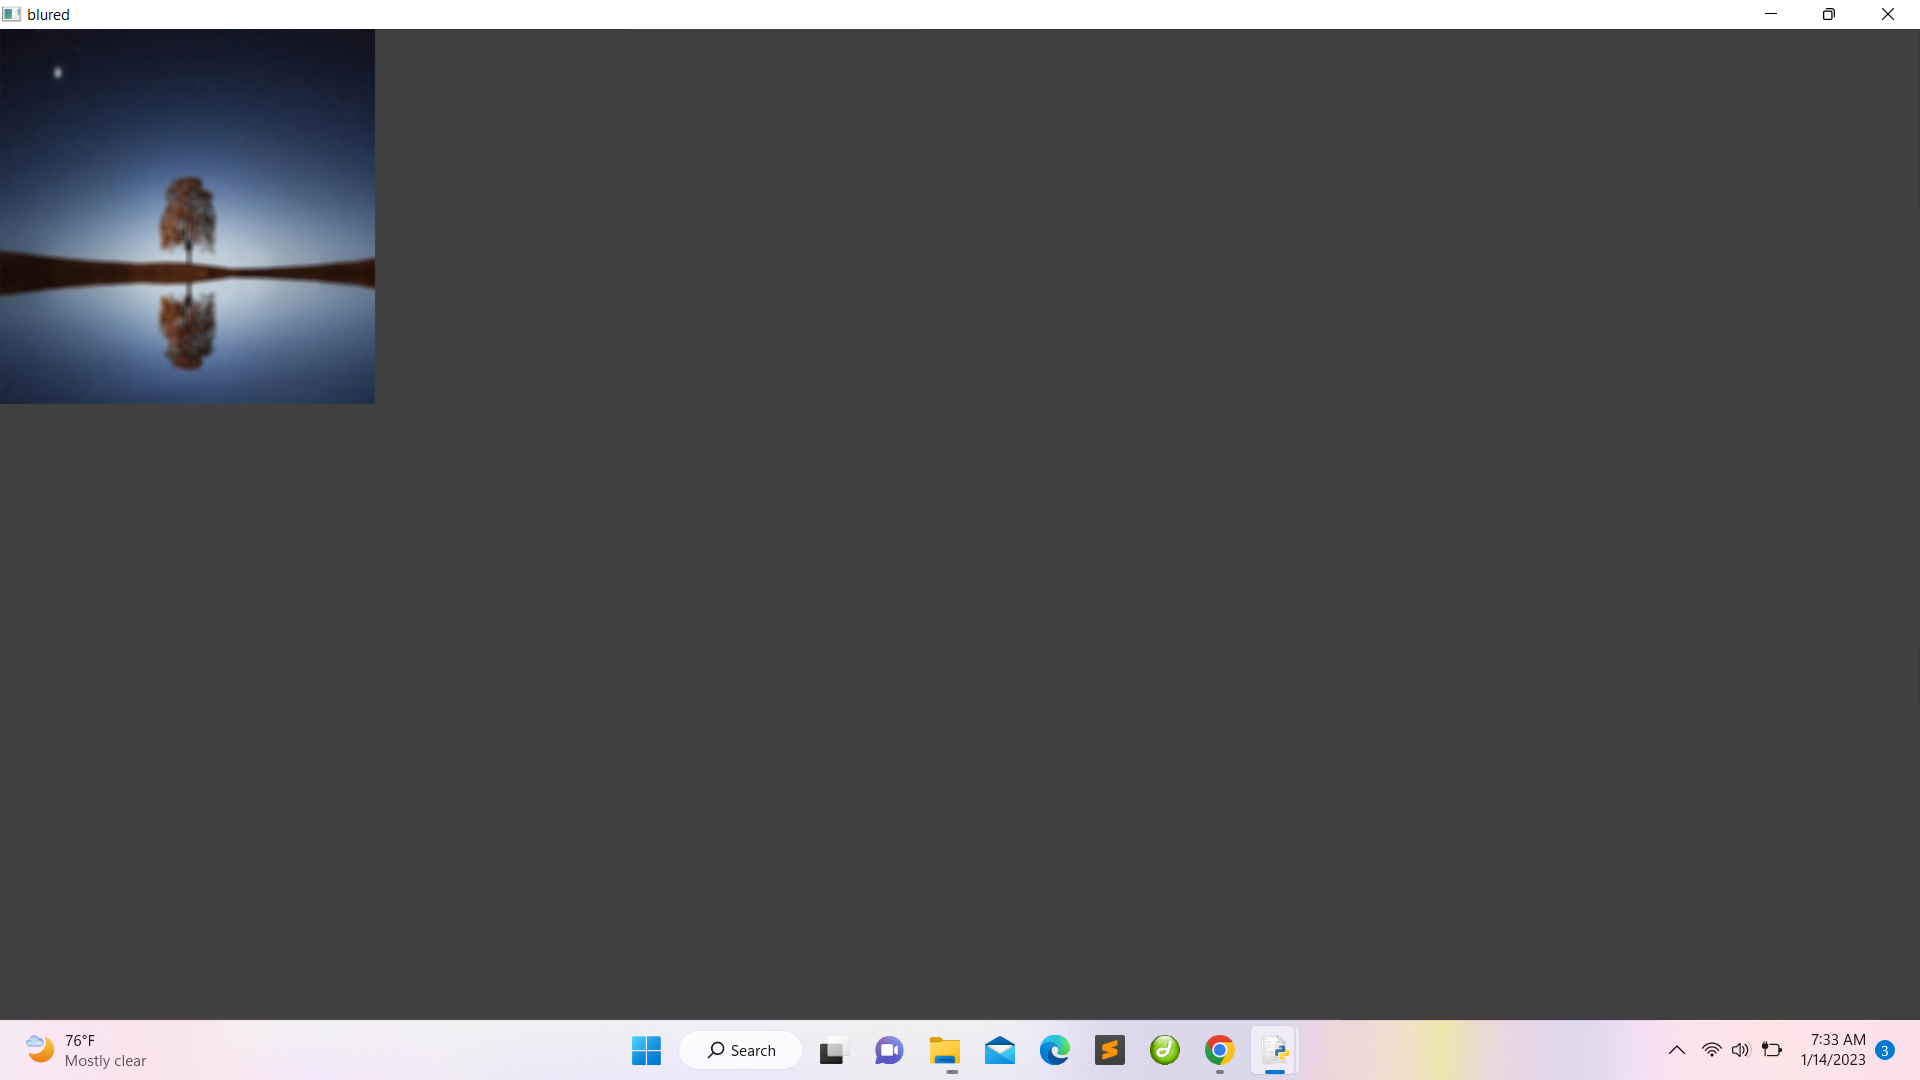 blured
76°F
Mostly clear
Search
7:33 AM
1/14/2023
3